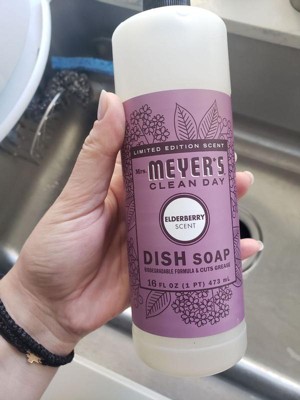 LIMITED EDITION SCENT
Mrs. MEYER'S
CLEAN DAY
ELDERBERRY
SCENT
DISH SOAP
BIODEGRADABLE FORMULA & CUTS GREASE
16 FL OZ (1 PT) 473 mL